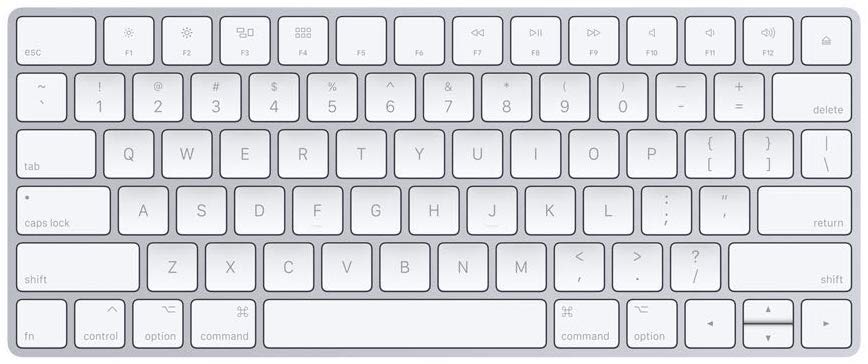 esc F1 F2 F3 F4 F5 F6 F7 F8 F9 F10 F11 F12
~ ` ! 1 @ 2 # 3 $ 4 % 5 ^ 6 & 7 * 8 ( 9 ) 0 — - + = delete
tab Q W E R T Y U I O P { [ } ] | \
caps lock A S D F G H J K L : ; " ' return
shift Z X C V B N M < , > . ? / shift
fn control option command command option